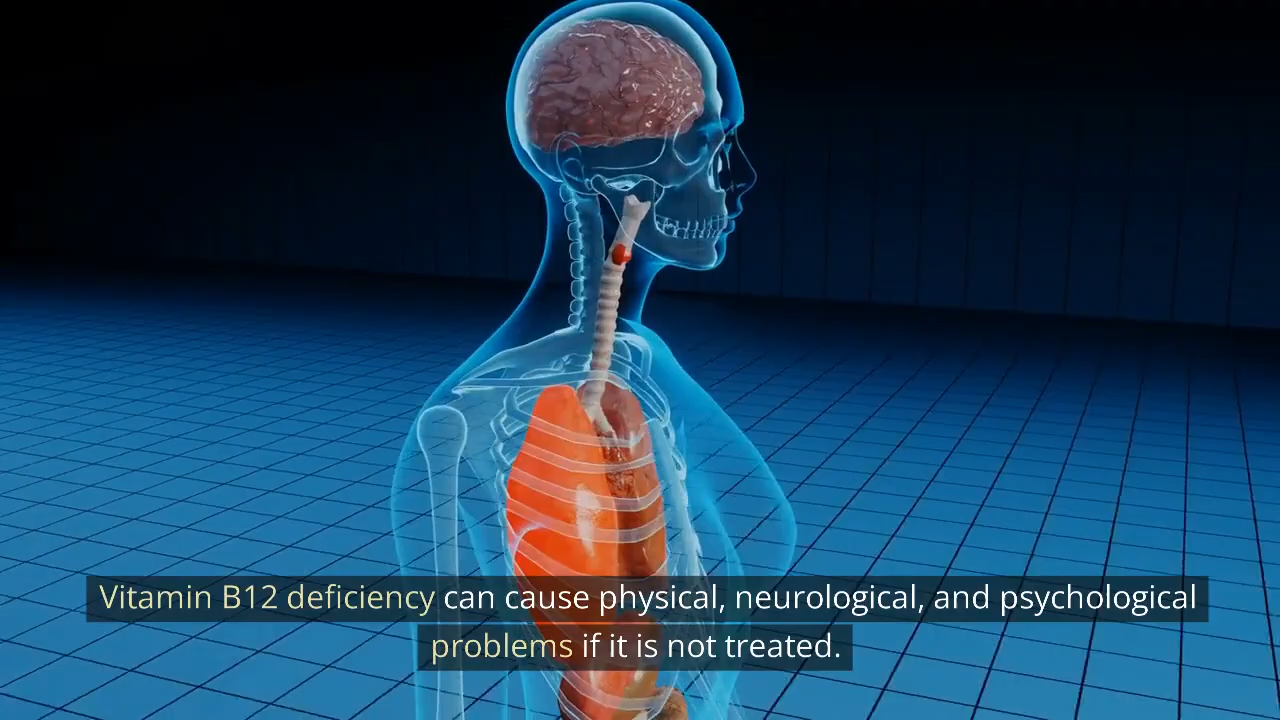 Vitamin B12 deficiency can cause physical, neurological, and psychological
problems if it is not treated.